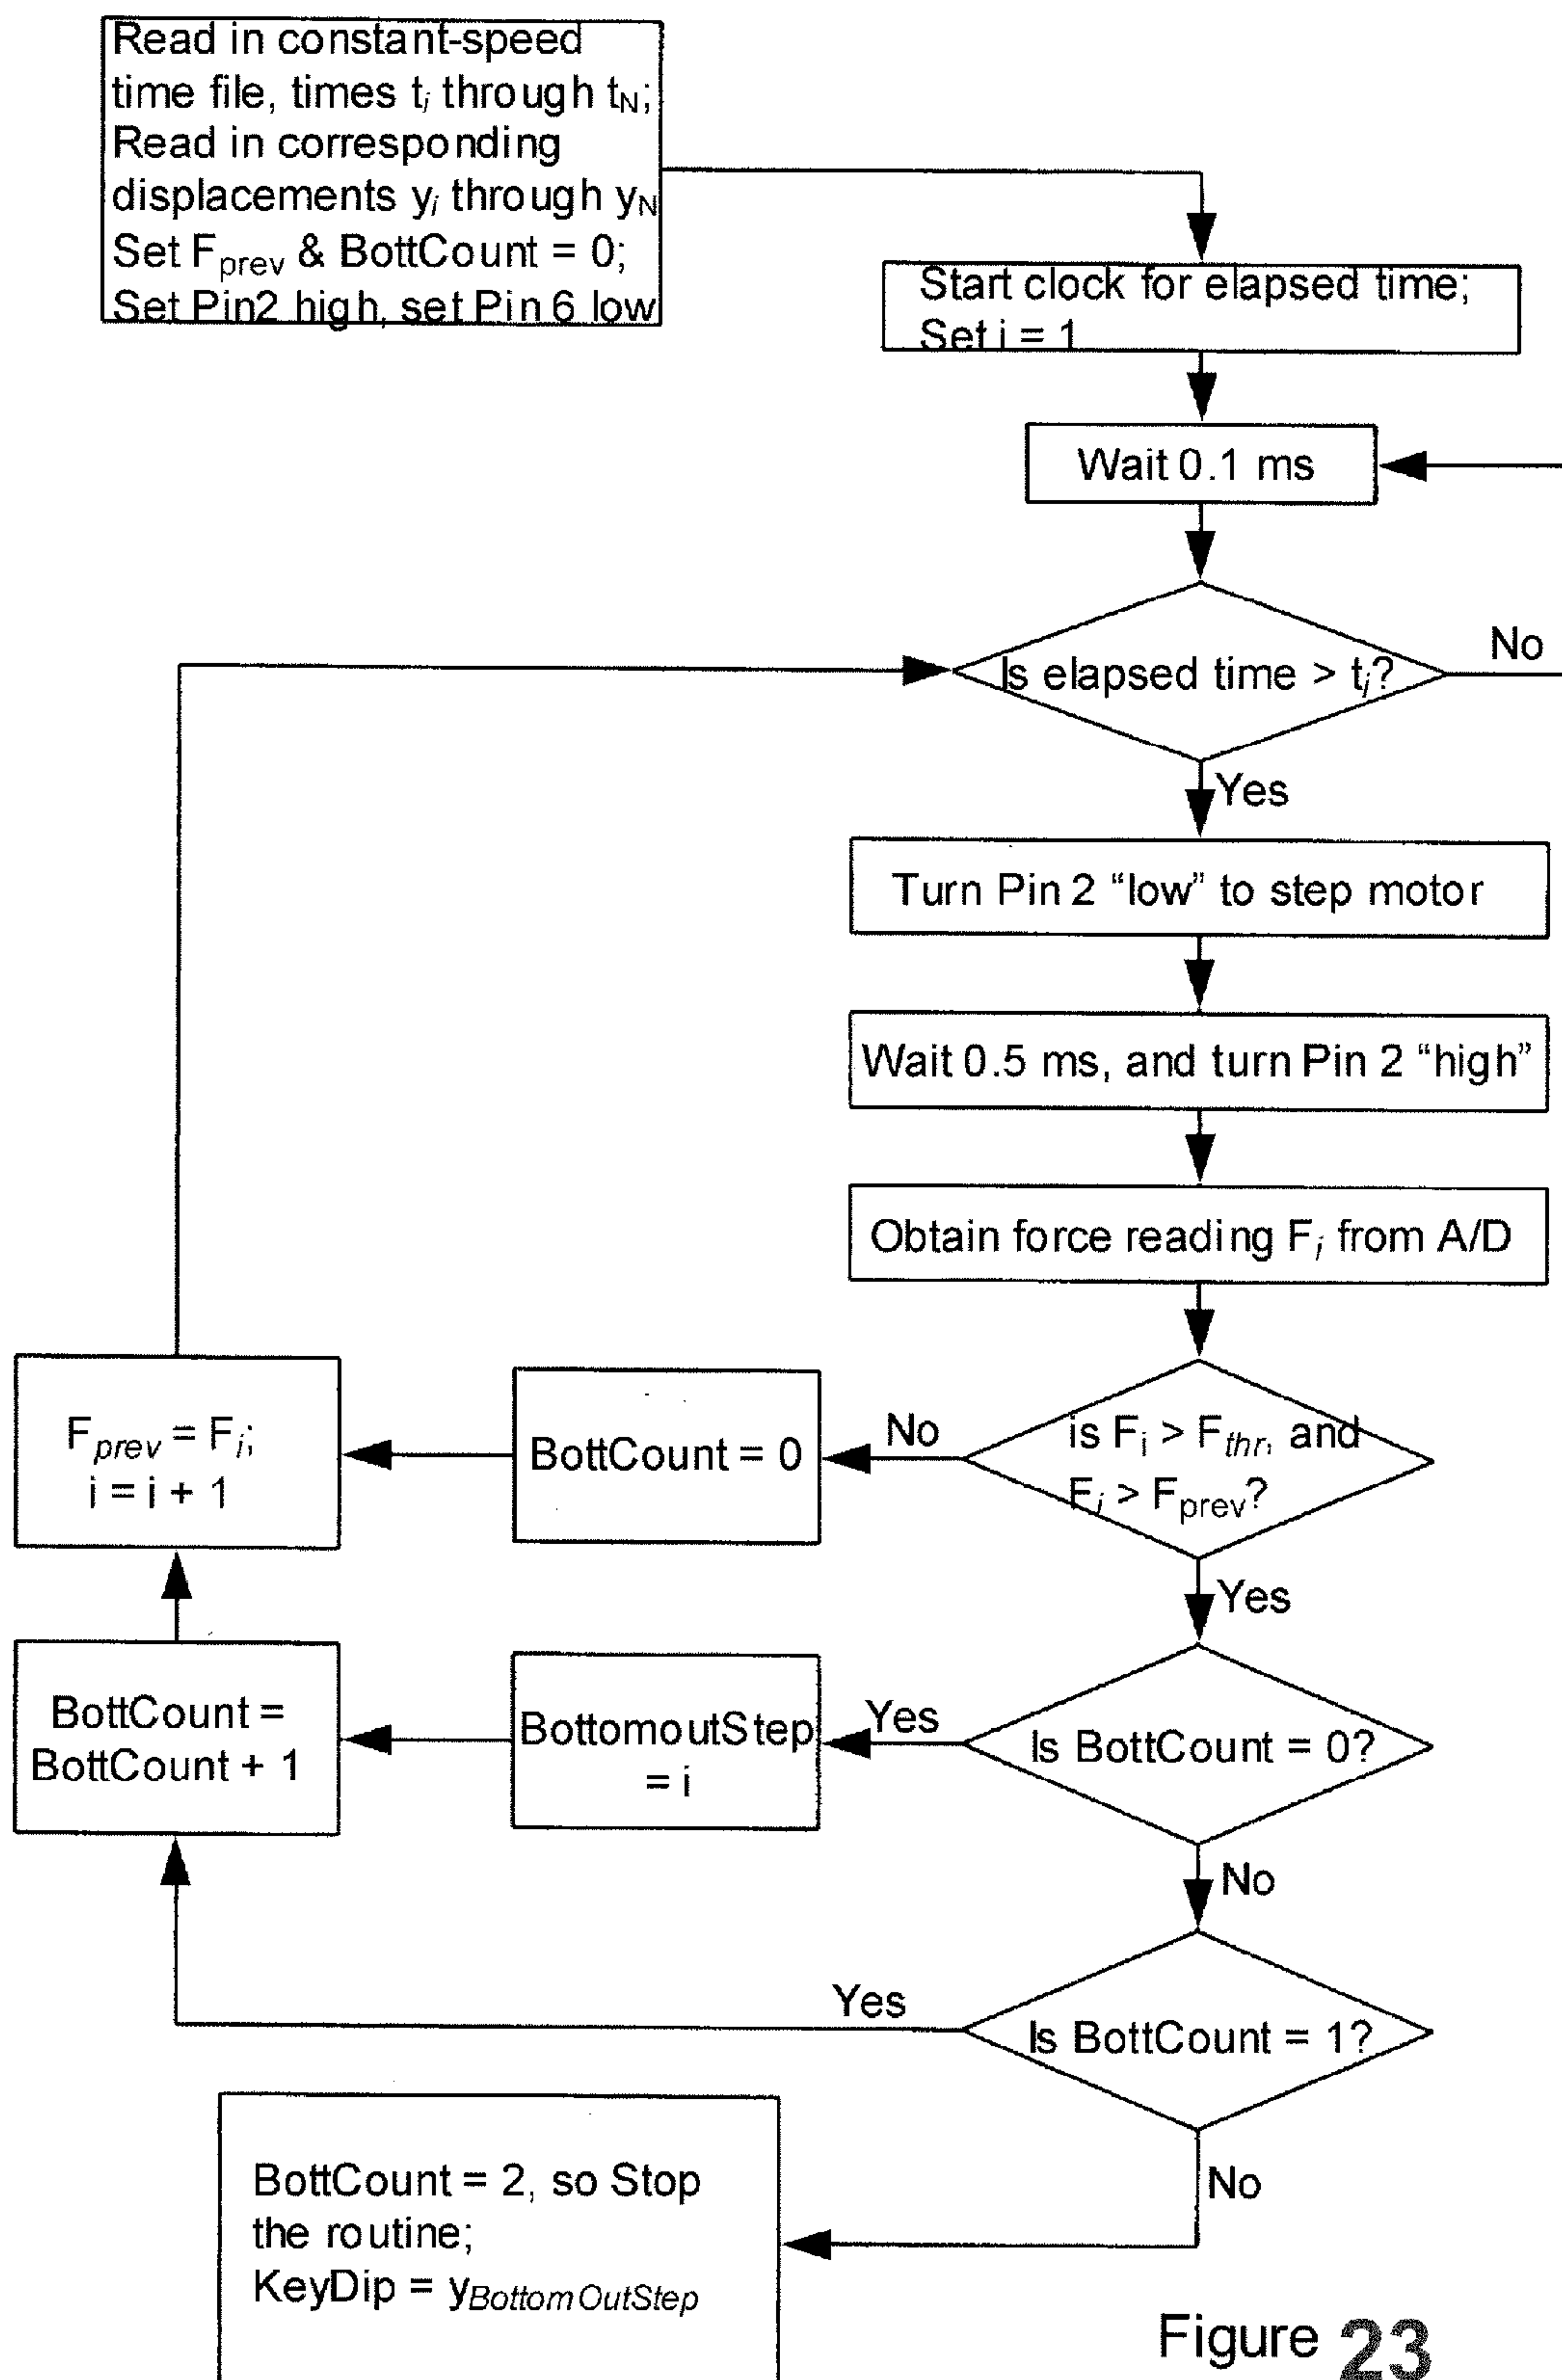 Read in constant-speed
time file, times tᵢ through t_N;
Read in corresponding
displacements yᵢ through y_N
Set F_prev & BottCount = 0;
Set Pin2 high, set Pin 6 low
Start clock for elapsed time;
Set i = 1
Wait 0.1 ms
Is elapsed time > tᵢ?
No
Yes
Turn Pin 2 “low” to step motor
Wait 0.5 ms, and turn Pin 2 “high”
Obtain force reading Fᵢ from A/D
is Fᵢ > F_thr, and
Fᵢ > F_prev?
No
BottCount = 0
F_prev = Fᵢ;
i = i + 1
Yes
Is BottCount = 0?
Yes
BottomoutStep
= i
BottCount =
BottCount + 1
No
Is BottCount = 1?
Yes
No
BottCount = 2, so Stop
the routine;
KeyDip = y_BottomOutStep
Figure 23